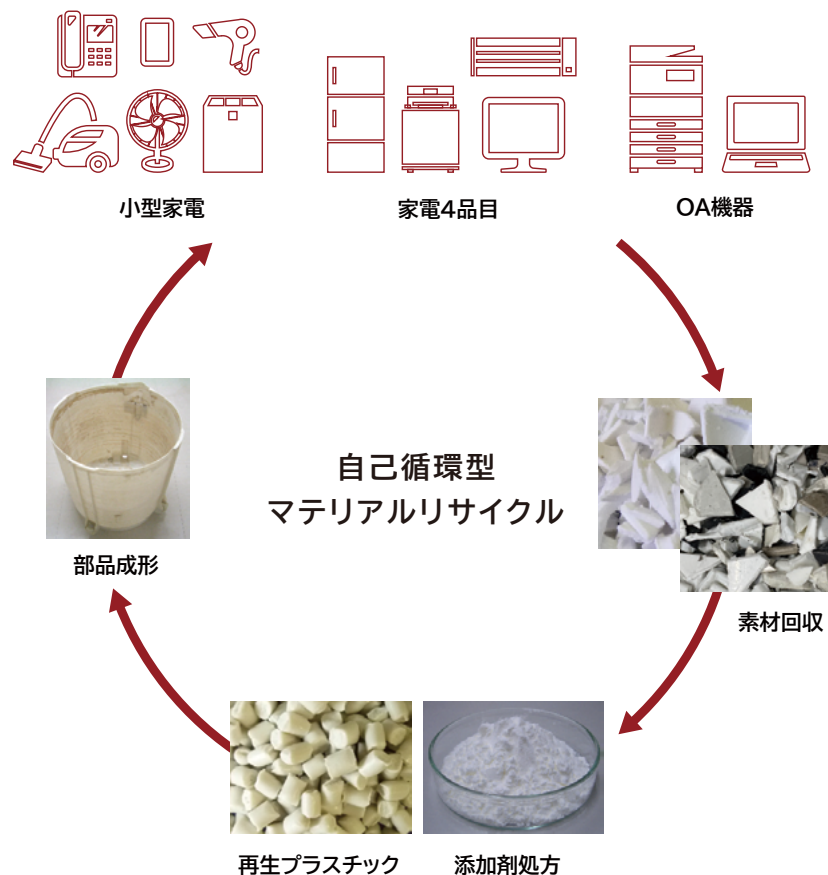 小型家電
家電4品目
OA機器
自己循環型
マテリアルリサイクル
部品成形
素材回収
再生プラスチック
添加剤処方